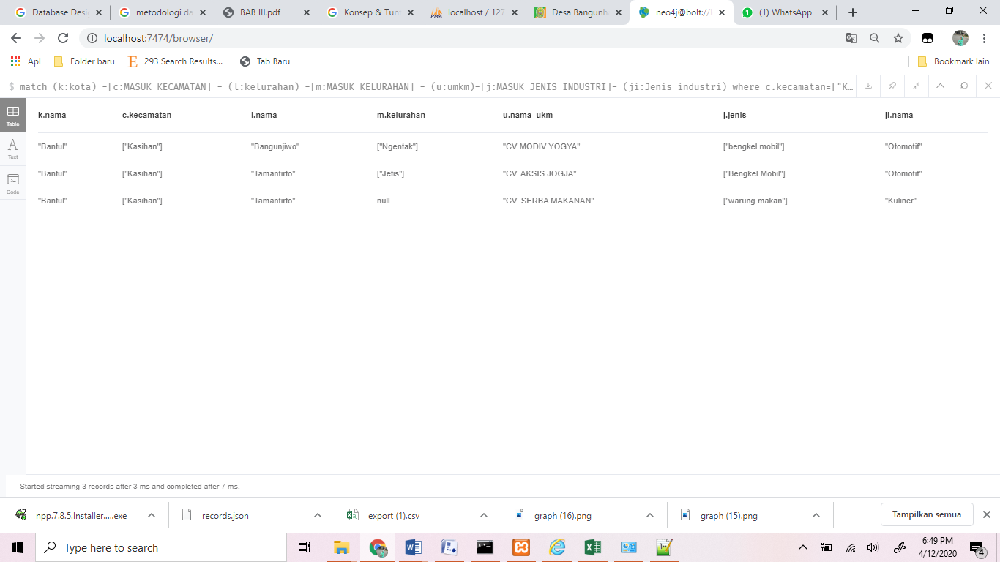 Database Desi
metodologi da
BAB III.pdf
Konsep & Tun
localhost / 127
Desa Bangunh
neo4j@bolt://
(1) WhatsApp
localhost:7474/browser/
Apl
Folder baru
293 Search Results...
Tab Baru
Bookmark lain
$ match (k:kota) -[c:MASUK_KECAMATAN] - (l:kelurahan) -[m:MASUK_KELURAHAN] - (u:umkm)-[j:MASUK_JENIS_INDUSTRI]- (ji:Jenis_industri) where c.kecamatan=["K…
Table
Text
Code
k.nama c.kecamatan l.nama m.kelurahan u.nama_ukm j.jenis ji.nama
"Bantul" ["Kasihan"] "Bangunjiwo" ["Ngentak"] "CV MODIV YOGYA" ["bengkel mobil"] "Otomotif"
"Bantul" ["Kasihan"] "Tamantirto" ["Jetis"] "CV. AKSIS JOGJA" ["Bengkel Mobil"] "Otomotif"
"Bantul" ["Kasihan"] "Tamantirto" null "CV. SERBA MAKANAN" ["warung makan"] "Kuliner"
Started streaming 3 records after 3 ms and completed after 7 ms.
npp.7.8.5.Installer.....exe
records.json
export (1).csv
graph (16).png
graph (15).png
Tampilkan semua
Type here to search
6:49 PM
4/12/2020
4